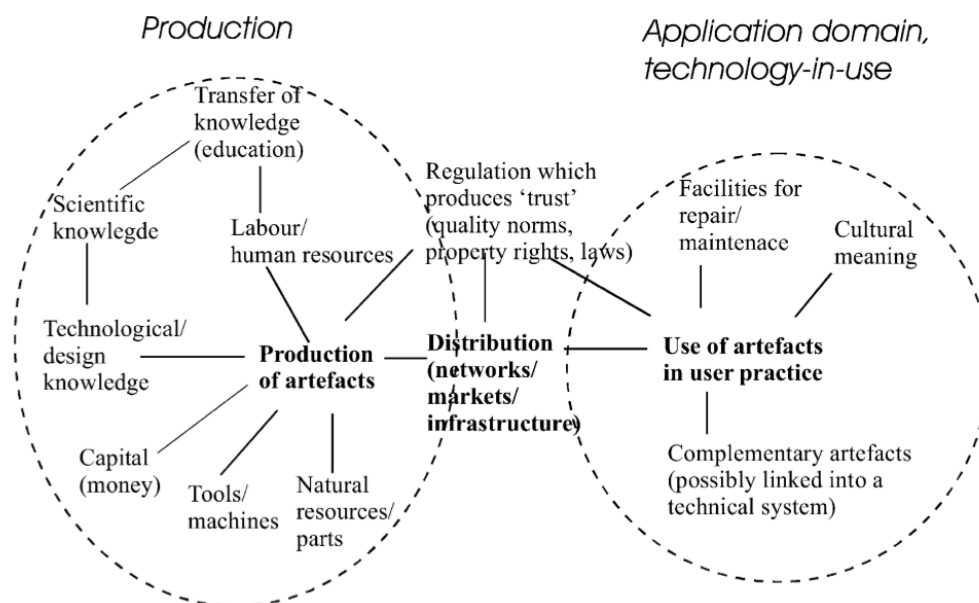 Production
Application domain,
technology-in-use
Transfer of
knowledge
(education)
Scientific
knowlegde
Labour/
human resources
Technological/
design
knowledge
Production
of artefacts
Capital
(money)
Tools/
machines
Natural
resources/
parts
Regulation which
produces ‘trust’
(quality norms,
property rights, laws)
Distribution
(networks/
markets/
infrastructure)
Facilities for
repair/
maintenace
Cultural
meaning
Use of artefacts
in user practice
Complementary artefacts
(possibly linked into a
technical system)